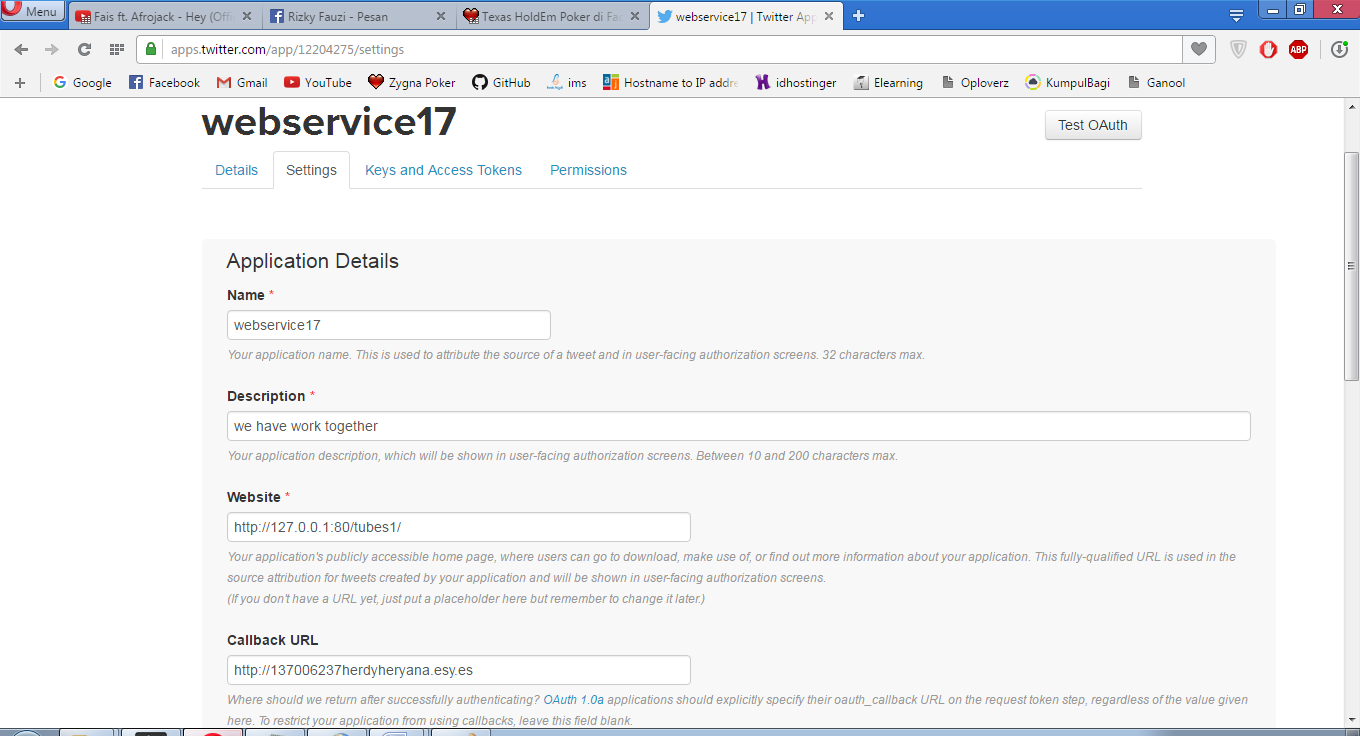 Menu
Fais ft. Afrojack - Hey (Offi
Rizky Fauzi - Pesan
Texas HoldEm Poker di Fac
webservice17 | Twitter App
apps.twitter.com/app/12204275/settings
ABP
Google
Facebook
Gmail
YouTube
Zygna Poker
GitHub
ims
Hostname to IP addre
idhostinger
Elearning
Oploverz
KumpulBagi
Ganool
webservice17
Test OAuth
Details
Settings
Keys and Access Tokens
Permissions
Application Details
Name *
webservice17
Your application name. This is used to attribute the source of a tweet and in user-facing authorization screens. 32 characters max.
Description *
we have work together
Your application description, which will be shown in user-facing authorization screens. Between 10 and 200 characters max.
Website *
http://127.0.0.1:80/tubes1/
Your application's publicly accessible home page, where users can go to download, make use of, or find out more information about your application. This fully-qualified URL is used in the
source attribution for tweets created by your application and will be shown in user-facing authorization screens.
(If you don't have a URL yet, just put a placeholder here but remember to change it later.)
Callback URL
http://137006237herdyheryana.esy.es
Where should we return after successfully authenticating? OAuth 1.0a applications should explicitly specify their oauth_callback URL on the request token step, regardless of the value given
here. To restrict your application from using callbacks, leave this field blank.